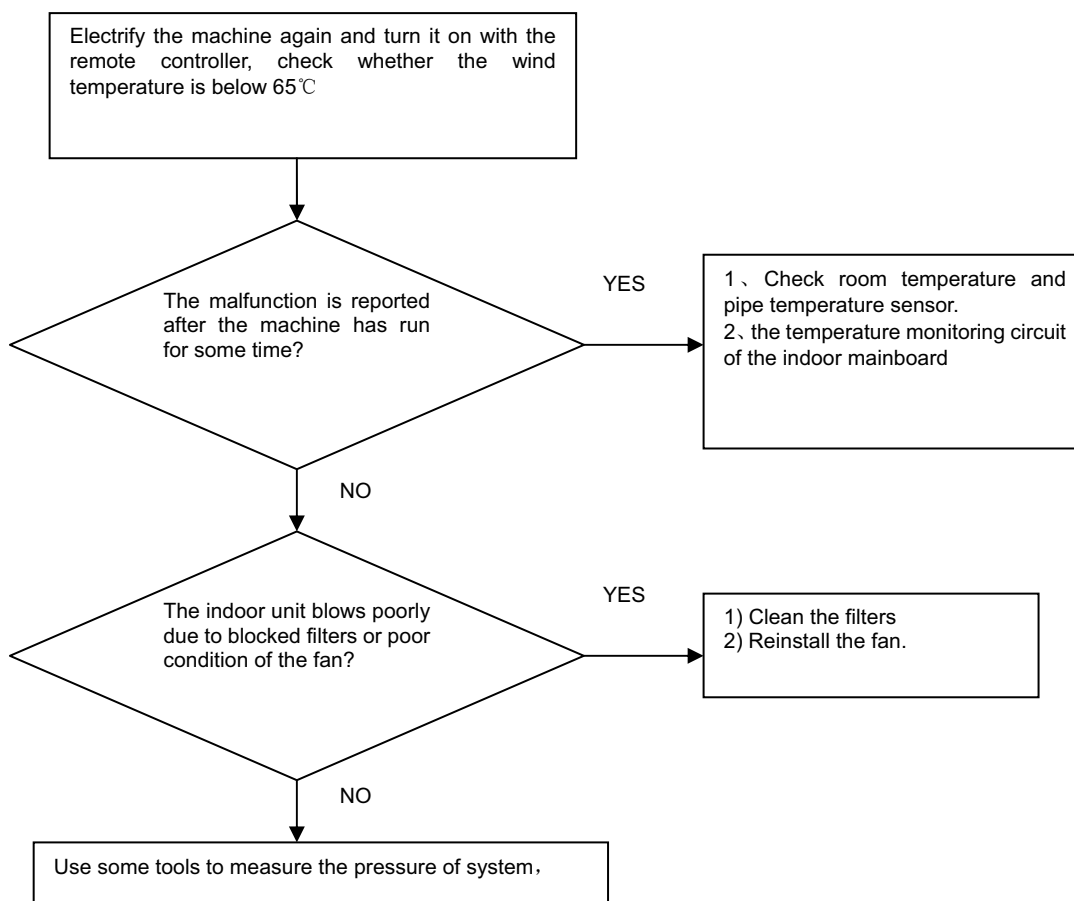 Electrify the machine again and turn it on with the
remote controller, check whether the wind
temperature is below 65℃
The malfunction is reported
after the machine has run
for some time?
YES
1、Check room temperature and
pipe temperature sensor.
2、the temperature monitoring circuit
of the indoor mainboard
NO
The indoor unit blows poorly
due to blocked filters or poor
condition of the fan?
YES
1) Clean the filters
2) Reinstall the fan.
NO
Use some tools to measure the pressure of system，